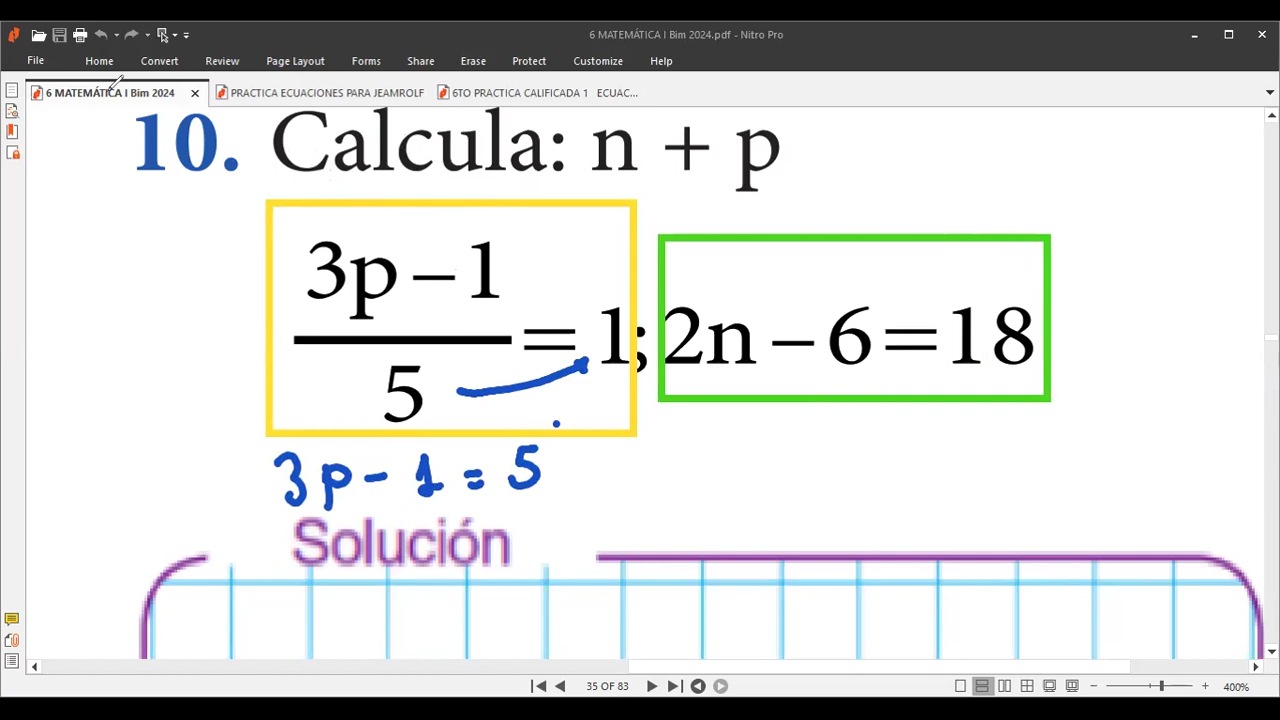 6 MATEMÁTICA I Bim 2024.pdf - Nitro Pro
File Home Convert Review Page Layout Forms Share Erase Protect Customize Help
6 MATEMÁTICA I Bim 2024 PRACTICA ECUACIONES PARA JEAMROLF 6TO PRACTICA CALIFICADA 1 ECUAC...
10. Calcula: n + p
3p – 1
5
= 1; 2n – 6 = 18
3p - 1 = 5
Solución
35 OF 83
400%